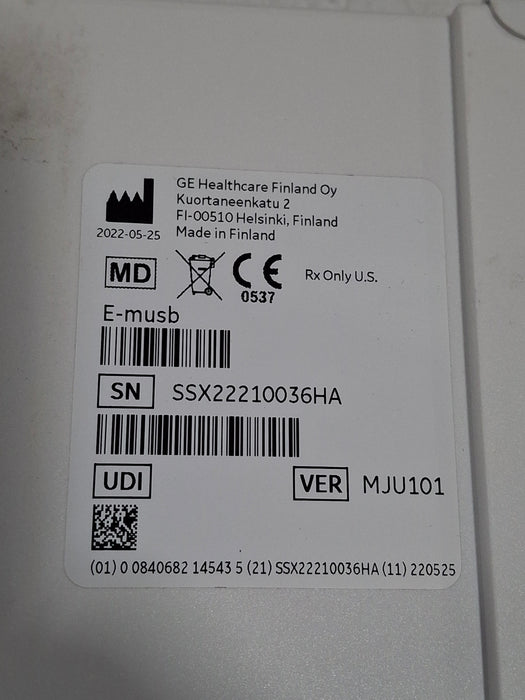 GE Healthcare Finland Oy
Kuortaneenkatu 2
FI-00510 Helsinki, Finland
2022-05-25 Made in Finland
MD CE 0537 Rx Only U.S.
E-musb
SN SSX22210036HA
UDI VER MJU101
(01) 0 0840682 14543 5 (21) SSX22210036HA (11) 220525